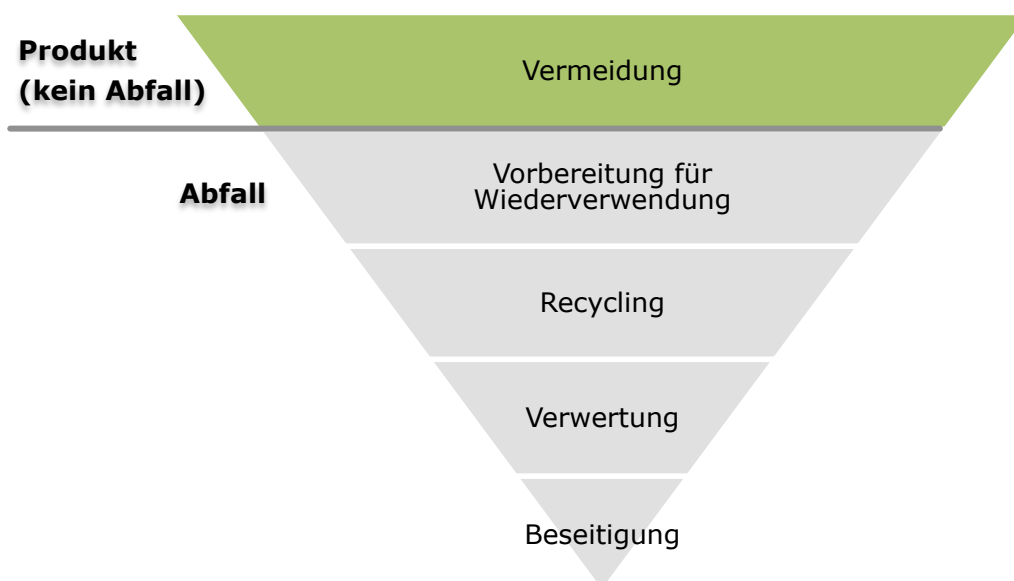 Produkt
(kein Abfall)
Vermeidung
Abfall
Vorbereitung für
Wiederverwendung
Recycling
Verwertung
Beseitigung